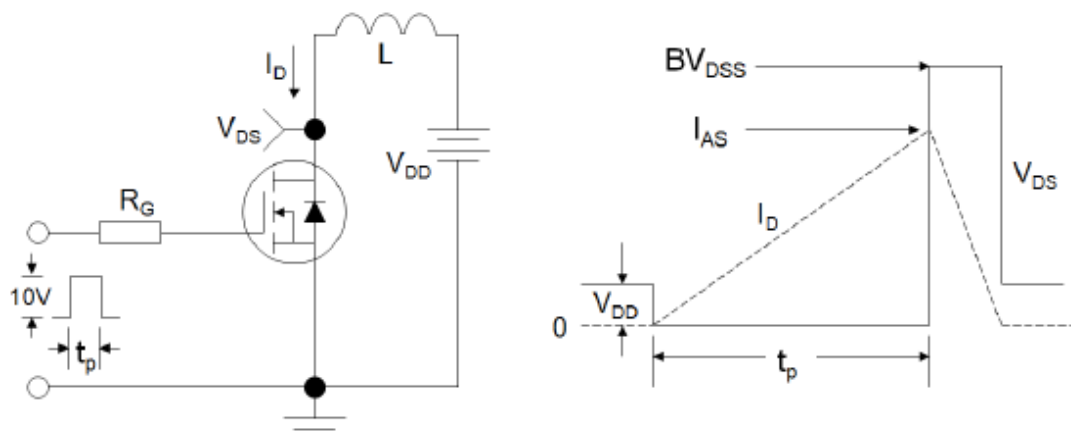 L
I_D
V_DS
V_DD
R_G
10V
t_p
BV_DSS
I_AS
V_DS
I_D
V_DD
0
t_p